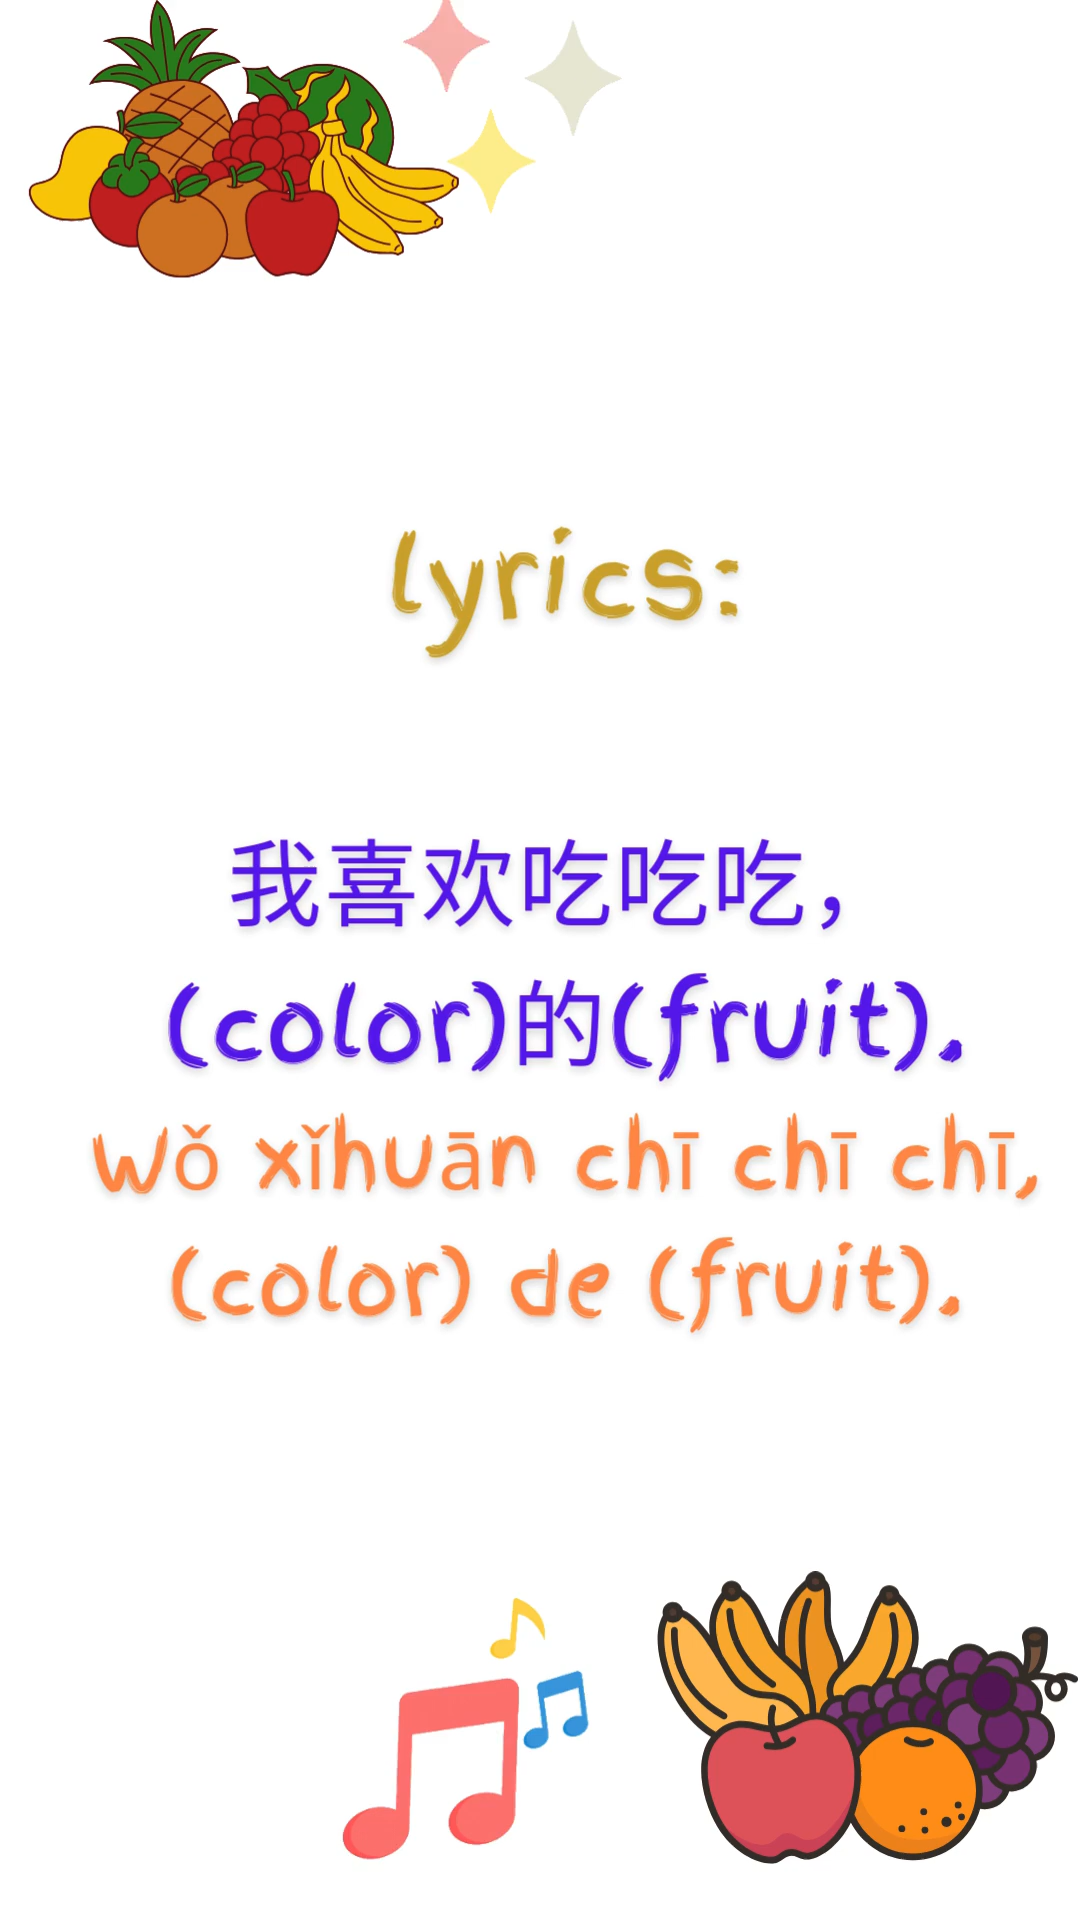 lyrics:
我喜欢吃吃吃，
(color)的(fruit).
Wǒ xǐhuān chī chī chī,
(color) de (fruit).